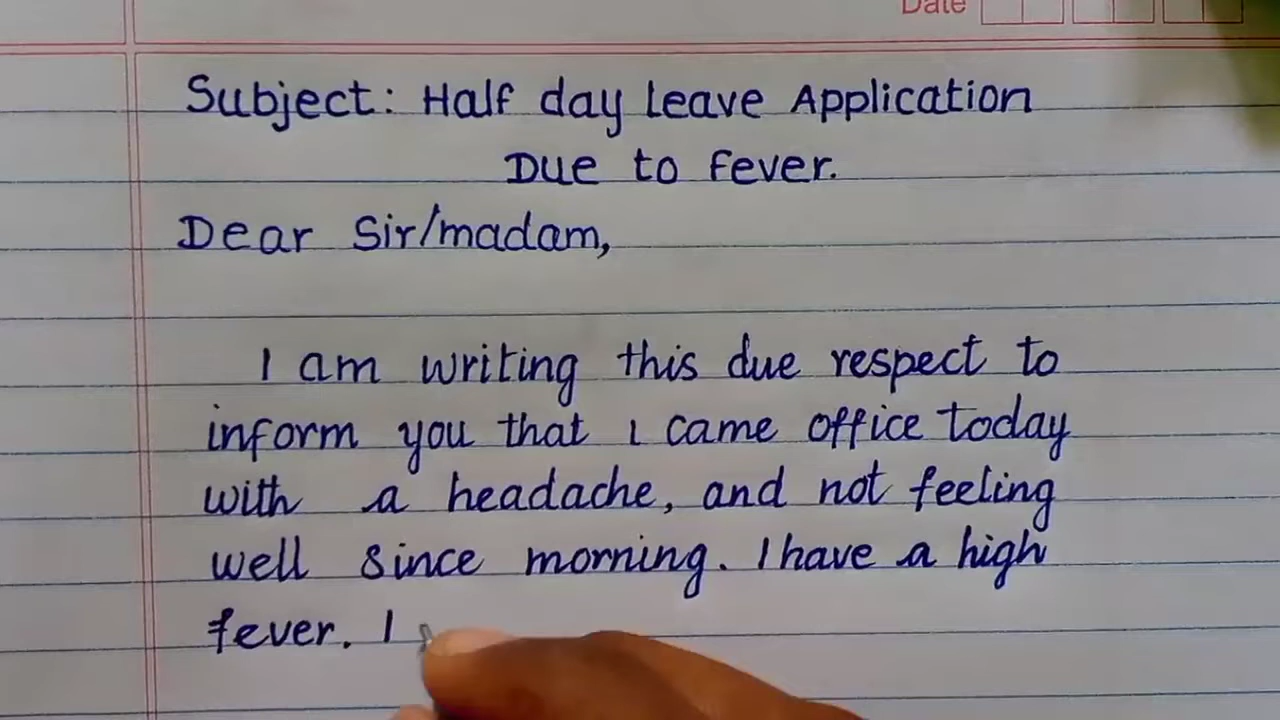 Date
Subject: Half day Leave Application
Due to fever.
Dear Sir/madam,
I am writing this due respect to
inform you that I came office today
with a headache, and not feeling
well since morning. I have a high
fever. I